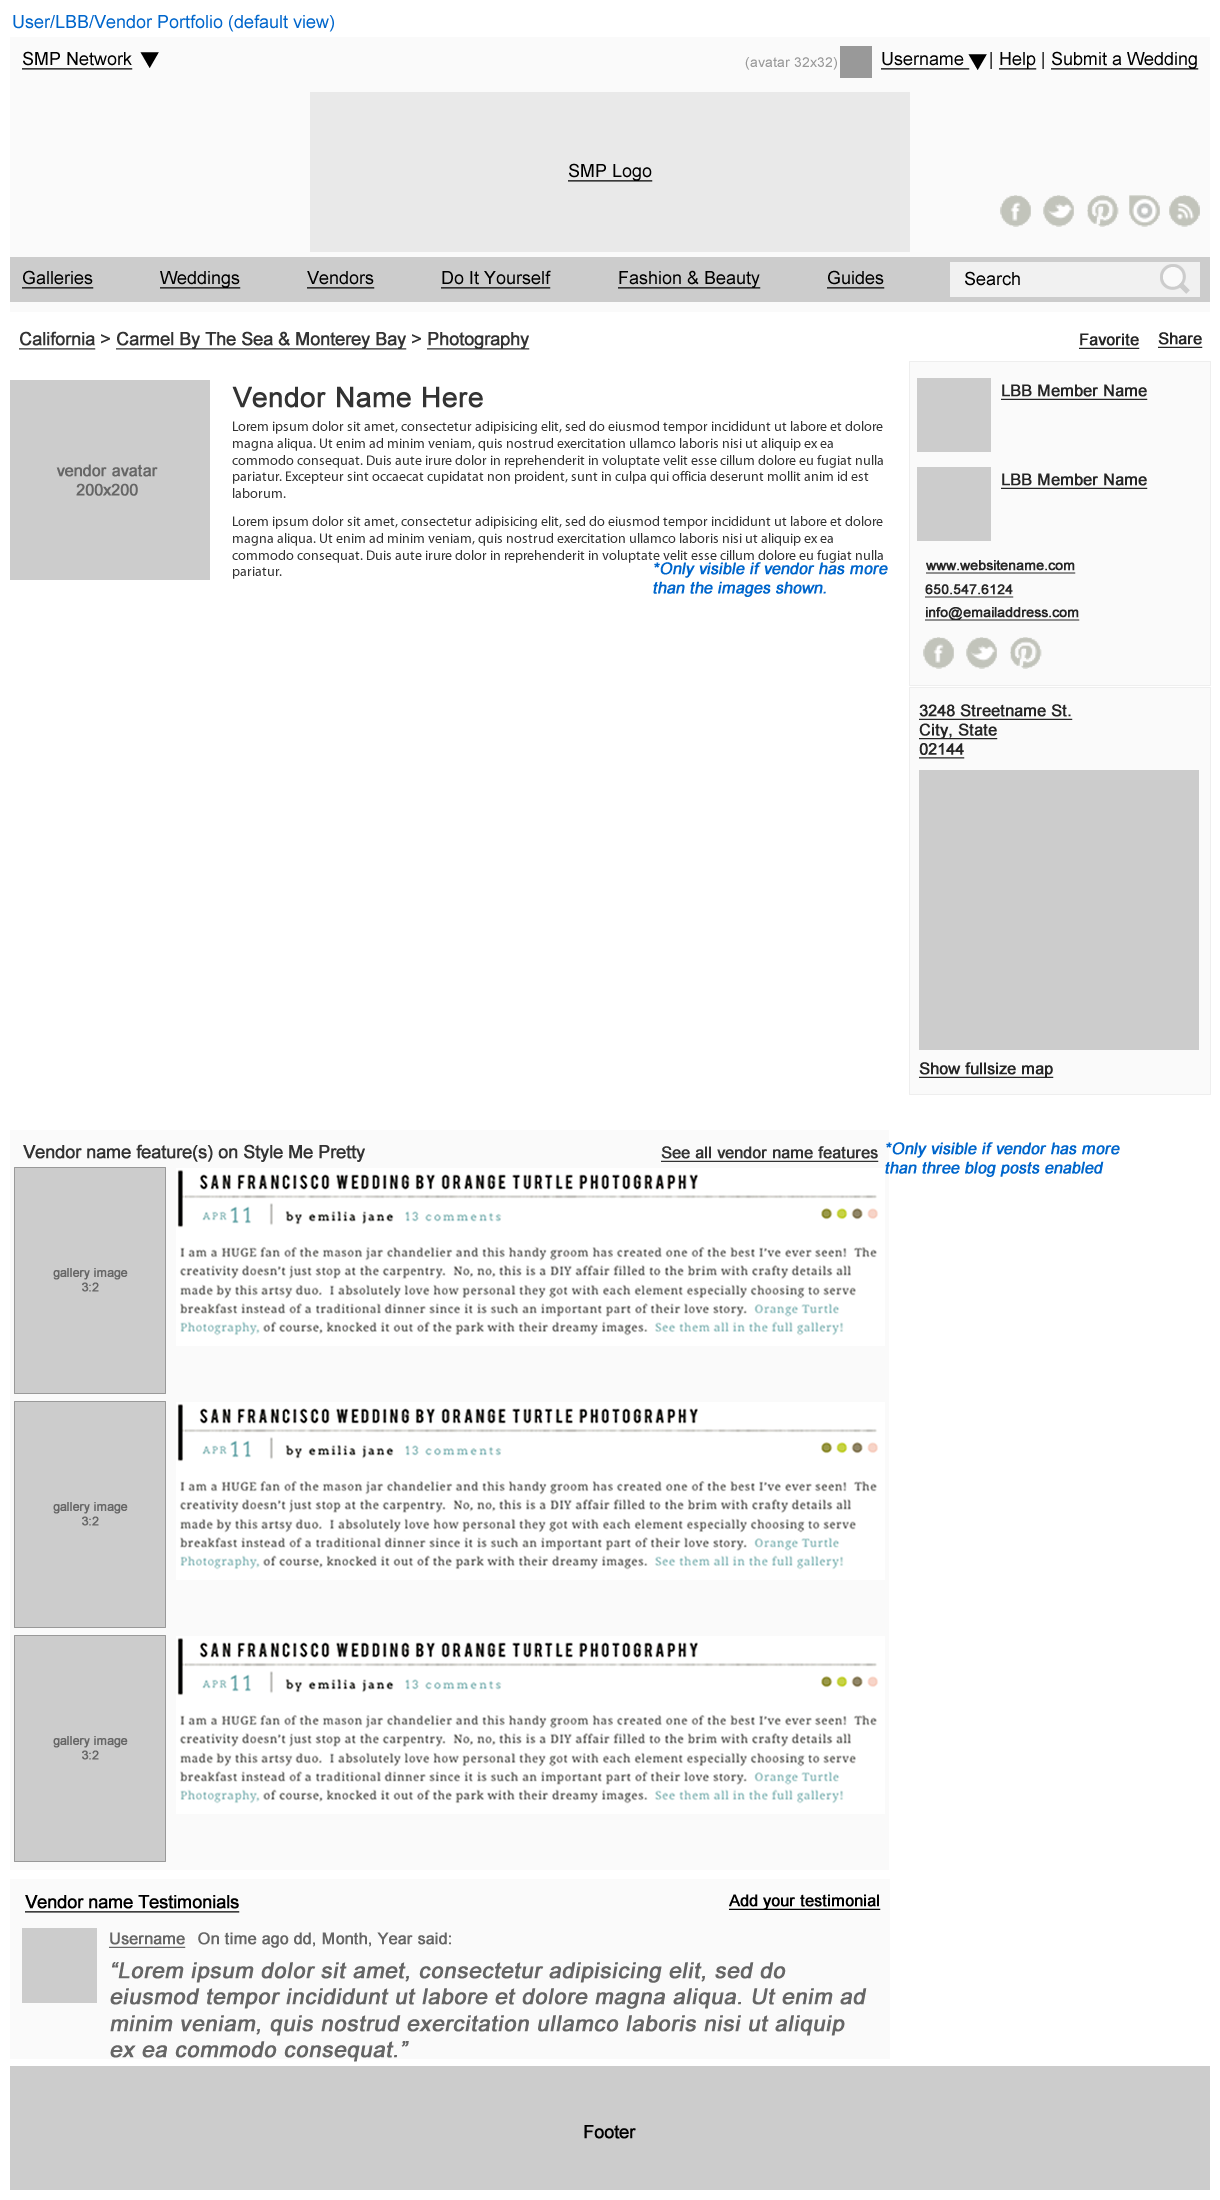 User/LBB/Vendor Portfolio (default view)
SMP Network
(avatar 32x32)
Username | Help | Submit a Wedding
SMP Logo
Galleries Weddings Vendors Do It Yourself Fashion & Beauty Guides Search
California > Carmel By The Sea & Monterey Bay > Photography
Favorite Share
vendor avatar
200x200
Vendor Name Here
Lorem ipsum dolor sit amet, consectetur adipisicing elit, sed do eiusmod tempor incididunt ut labore et dolore
magna aliqua. Ut enim ad minim veniam, quis nostrud exercitation ullamco laboris nisi ut aliquip ex ea
commodo consequat. Duis aute irure dolor in reprehenderit in voluptate velit esse cillum dolore eu fugiat nulla
pariatur. Excepteur sint occaecat cupidatat non proident, sunt in culpa qui officia deserunt mollit anim id est
laborum.
Lorem ipsum dolor sit amet, consectetur adipisicing elit, sed do eiusmod tempor incididunt ut labore et dolore
magna aliqua. Ut enim ad minim veniam, quis nostrud exercitation ullamco laboris nisi ut aliquip ex ea
commodo consequat. Duis aute irure dolor in reprehenderit in voluptate velit esse cillum dolore eu fugiat nulla
pariatur.
*Only visible if vendor has more
than the images shown.
LBB Member Name
LBB Member Name
www.websitename.com
650.547.6124
info@emailaddress.com
3248 Streetname St.
City, State
02144
Show fullsize map
Vendor name feature(s) on Style Me Pretty
See all vendor name features
*Only visible if vendor has more
than three blog posts enabled
gallery image
3:2
SAN FRANCISCO WEDDING BY ORANGE TURTLE PHOTOGRAPHY
APR 11 | by emilia jane 13 comments
I am a HUGE fan of the mason jar chandelier and this handy groom has created one of the best I've ever seen! The
creativity doesn't just stop at the carpentry. No, no, this is a DIY affair filled to the brim with crafty details all
made by this artsy duo. I absolutely love how personal they got with each element especially choosing to serve
breakfast instead of a traditional dinner since it is such an important part of their love story. Orange Turtle
Photography, of course, knocked it out of the park with their dreamy images. See them all in the full gallery!
gallery image
3:2
SAN FRANCISCO WEDDING BY ORANGE TURTLE PHOTOGRAPHY
APR 11 | by emilia jane 13 comments
I am a HUGE fan of the mason jar chandelier and this handy groom has created one of the best I've ever seen! The
creativity doesn't just stop at the carpentry. No, no, this is a DIY affair filled to the brim with crafty details all
made by this artsy duo. I absolutely love how personal they got with each element especially choosing to serve
breakfast instead of a traditional dinner since it is such an important part of their love story. Orange Turtle
Photography, of course, knocked it out of the park with their dreamy images. See them all in the full gallery!
gallery image
3:2
SAN FRANCISCO WEDDING BY ORANGE TURTLE PHOTOGRAPHY
APR 11 | by emilia jane 13 comments
I am a HUGE fan of the mason jar chandelier and this handy groom has created one of the best I've ever seen! The
creativity doesn't just stop at the carpentry. No, no, this is a DIY affair filled to the brim with crafty details all
made by this artsy duo. I absolutely love how personal they got with each element especially choosing to serve
breakfast instead of a traditional dinner since it is such an important part of their love story. Orange Turtle
Photography, of course, knocked it out of the park with their dreamy images. See them all in the full gallery!
Vendor name Testimonials
Add your testimonial
Username On time ago dd, Month, Year said:
“Lorem ipsum dolor sit amet, consectetur adipisicing elit, sed do
eiusmod tempor incididunt ut labore et dolore magna aliqua. Ut enim ad
minim veniam, quis nostrud exercitation ullamco laboris nisi ut aliquip
ex ea commodo consequat.”
Footer